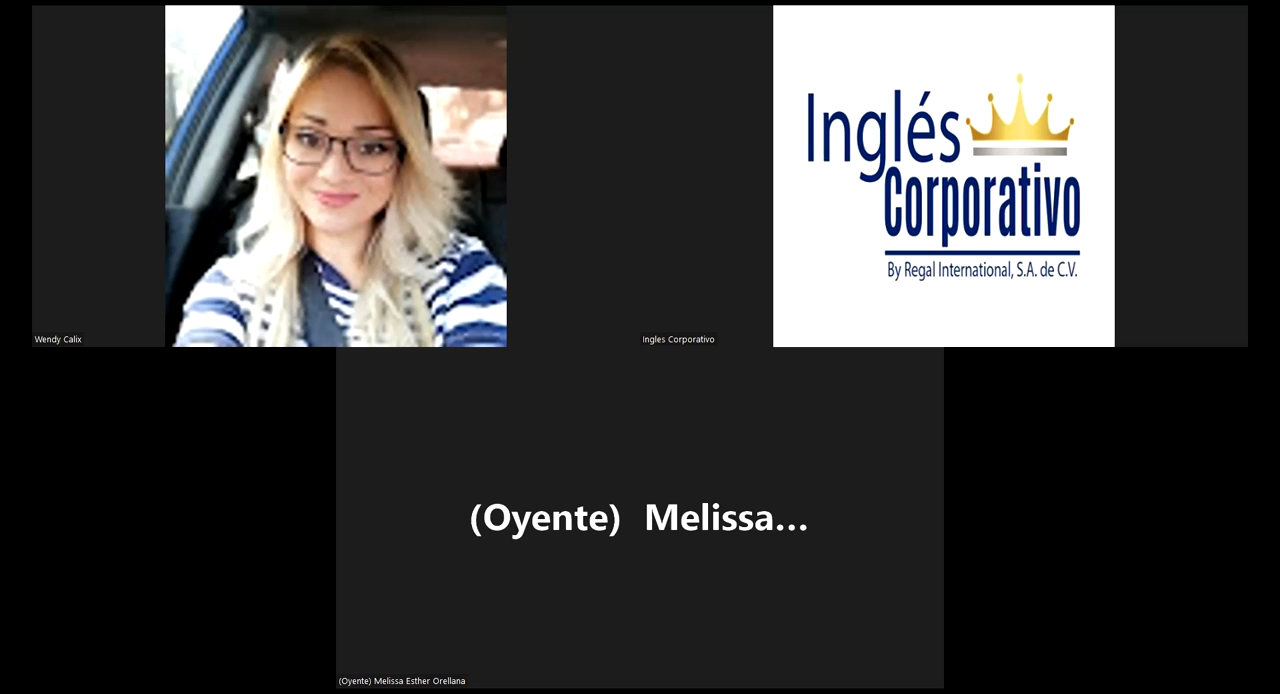 Inglés
Corporativo
By Regal International, S.A. de C.V.
Wendy Calix
Ingles Corporativo
(Oyente) Melissa...
(Oyente) Melissa Esther Orellana